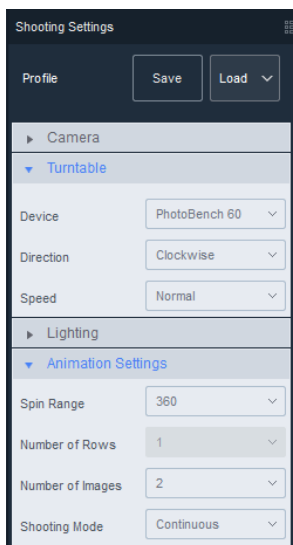 Shooting Settings
Profile Save Load
Camera
Turntable
Device PhotoBench 60
Direction Clockwise
Speed Normal
Lighting
Animation Settings
Spin Range 360
Number of Rows 1
Number of Images 2
Shooting Mode Continuous